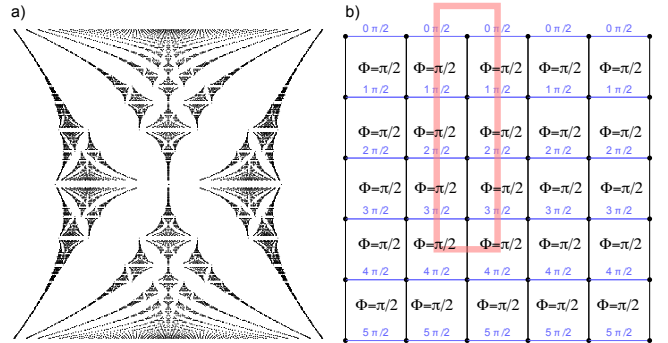 a)
b)
0 π/2 0 π/2 0 π/2 0 π/2 0 π/2
Φ=π/2 Φ=π/2 Φ=π/2 Φ=π/2 Φ=π/2
1 π/2 1 π/2 1 π/2 1 π/2 1 π/2
Φ=π/2 Φ=π/2 Φ=π/2 Φ=π/2 Φ=π/2
2 π/2 2 π/2 2 π/2 2 π/2 2 π/2
Φ=π/2 Φ=π/2 Φ=π/2 Φ=π/2 Φ=π/2
3 π/2 3 π/2 3 π/2 3 π/2 3 π/2
Φ=π/2 Φ=π/2 Φ=π/2 Φ=π/2 Φ=π/2
4 π/2 4 π/2 4 π/2 4 π/2 4 π/2
Φ=π/2 Φ=π/2 Φ=π/2 Φ=π/2 Φ=π/2
5 π/2 5 π/2 5 π/2 5 π/2 5 π/2